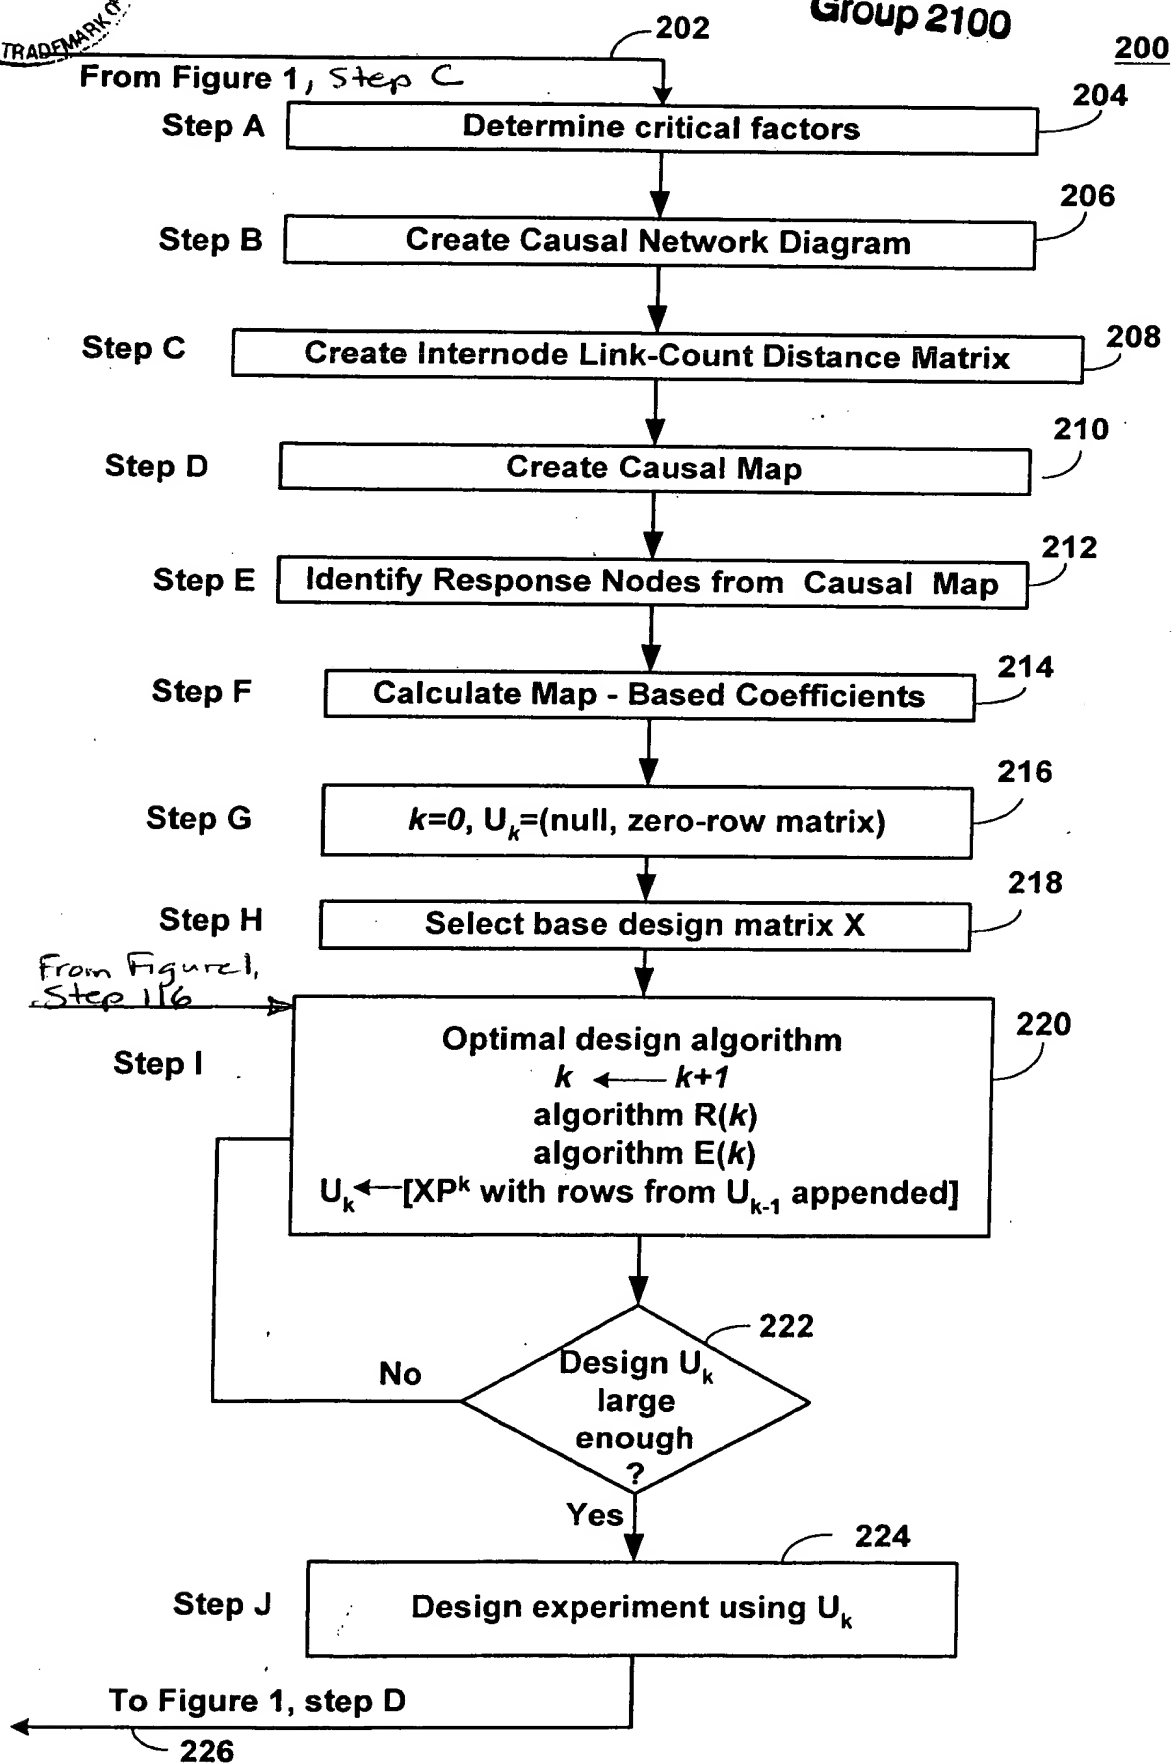 TRADEMARK
Group 2100
202
200
From Figure 1, Step C
204
Step A
Determine critical factors
206
Step B
Create Causal Network Diagram
208
Step C
Create Internode Link-Count Distance Matrix
210
Step D
Create Causal Map
212
Step E
Identify Response Nodes from Causal Map
214
Step F
Calculate Map - Based Coefficients
216
Step G
k=0, Uk=(null, zero-row matrix)
218
Step H
Select base design matrix X
From Figure 1,
Step 116
220
Step I
Optimal design algorithm
k ← k+1
algorithm R(k)
algorithm E(k)
Uk←[XPk with rows from Uk-1 appended]
222
No
Design Uk
large
enough
?
Yes
224
Step J
Design experiment using Uk
To Figure 1, step D
226